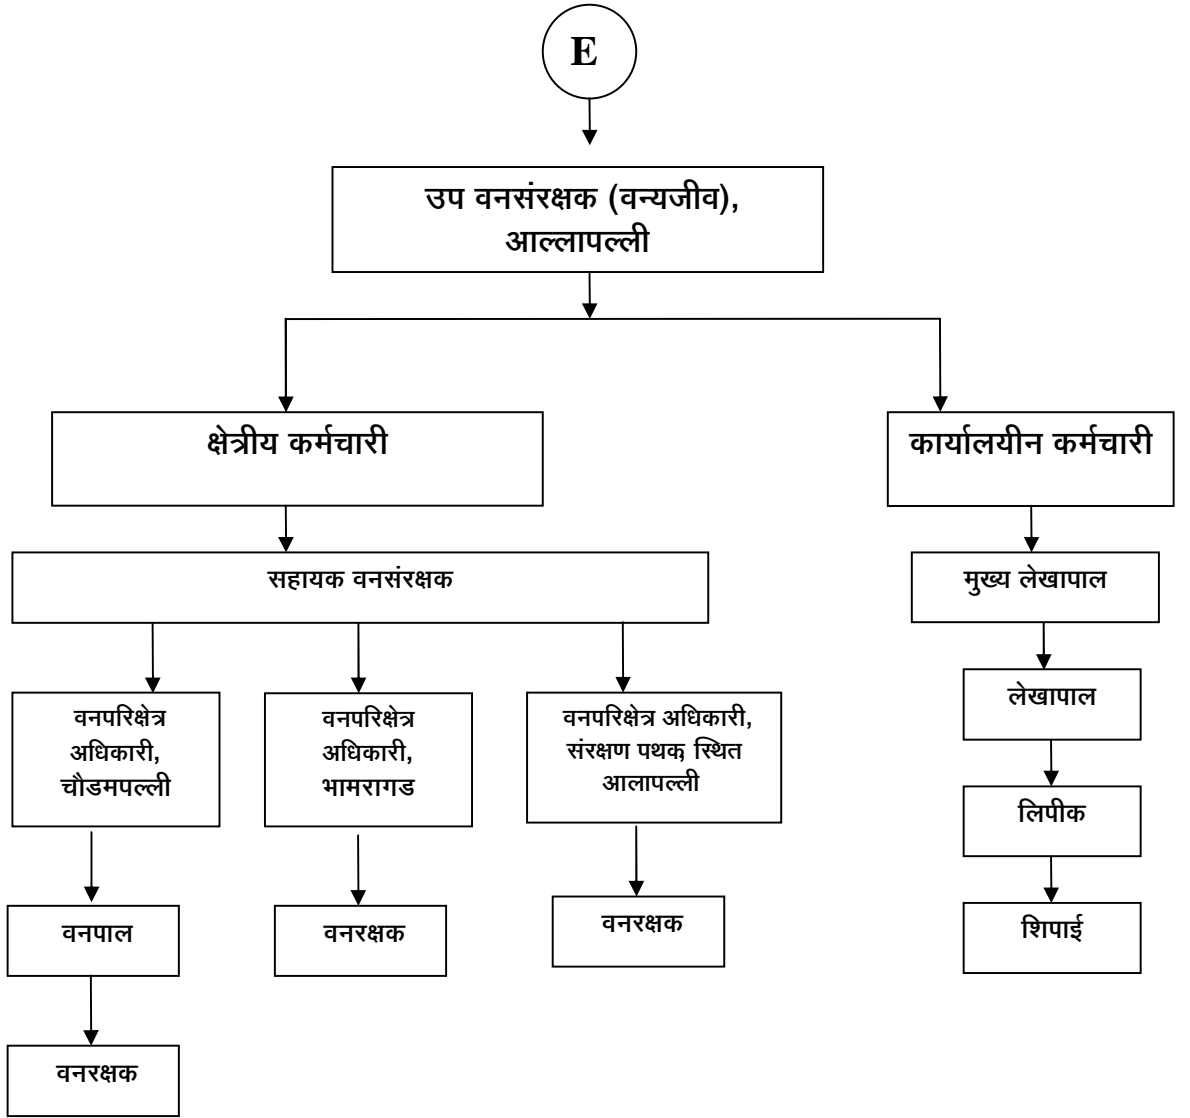 E
उप वनसंरक्षक (वन्यजीव),
आल्लापल्ली
क्षेत्रीय कर्मचारी
कार्यालयीन कर्मचारी
सहायक वनसंरक्षक
मुख्य लेखापाल
वनपरिक्षेत्र
अधिकारी,
चौडमपल्ली
वनपरिक्षेत्र
अधिकारी,
भामरागड
वनपरिक्षेत्र अधिकारी,
संरक्षण पथक, स्थित
आलापल्ली
लेखापाल
लिपीक
वनपाल
वनरक्षक
वनरक्षक
शिपाई
वनरक्षक